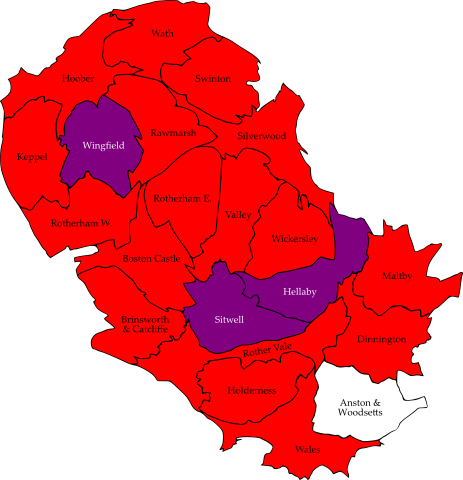 Wath
Hoober
Swinton
Rawmarsh
Silverwood
Wingfield
Keppel
Rotherham E.
Valley
Rotherham W.
Wickersley
Boston Castle
Maltby
Hellaby
Sitwell
Brinsworth
& Catcliffe
Dinnington
Rother Vale
Holderness
Anston &
Woodsetts
Wales